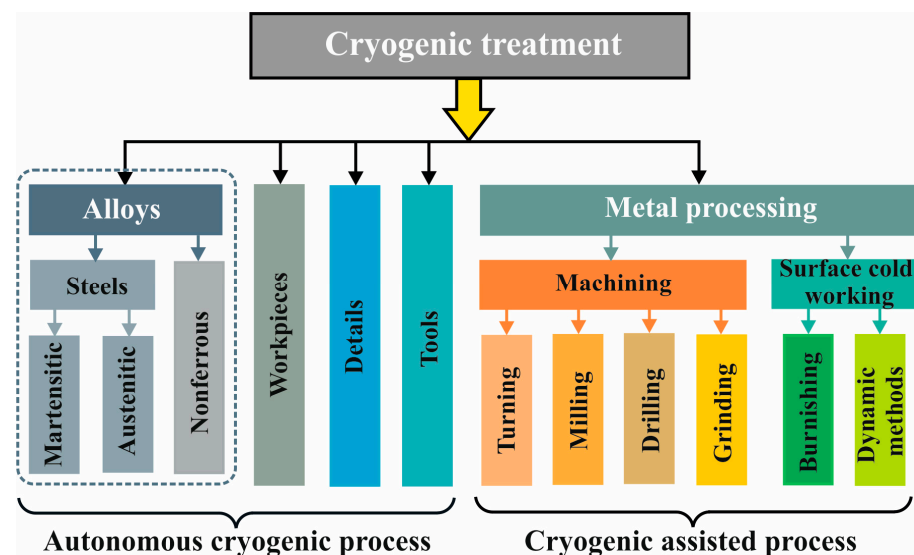 Cryogenic treatment
Alloys
Metal processing
Steels
Nonferrous
Workpieces
Details
Tools
Machining
Surface cold
working
Martensitic
Austenitic
Turning
Milling
Drilling
Grinding
Burnishing
Dynamic
methods
Autonomous cryogenic process
Cryogenic assisted process